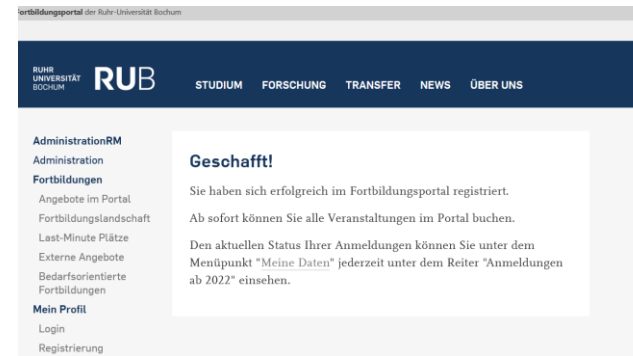 Fortbildungsportal der Ruhr-Universität Bochum
RUHR
UNIVERSITÄT
BOCHUM
RUB
STUDIUM FORSCHUNG TRANSFER NEWS ÜBER UNS
AdministrationRM
Administration
Fortbildungen
Angebote im Portal
Fortbildungslandschaft
Last-Minute Plätze
Externe Angebote
Bedarfsorientierte
Fortbildungen
Mein Profil
Login
Registrierung
Geschafft!
Sie haben sich erfolgreich im Fortbildungsportal registriert.
Ab sofort können Sie alle Veranstaltungen im Portal buchen.
Den aktuellen Status Ihrer Anmeldungen können Sie unter dem
Menüpunkt "Meine Daten" jederzeit unter dem Reiter "Anmeldungen
ab 2022" einsehen.